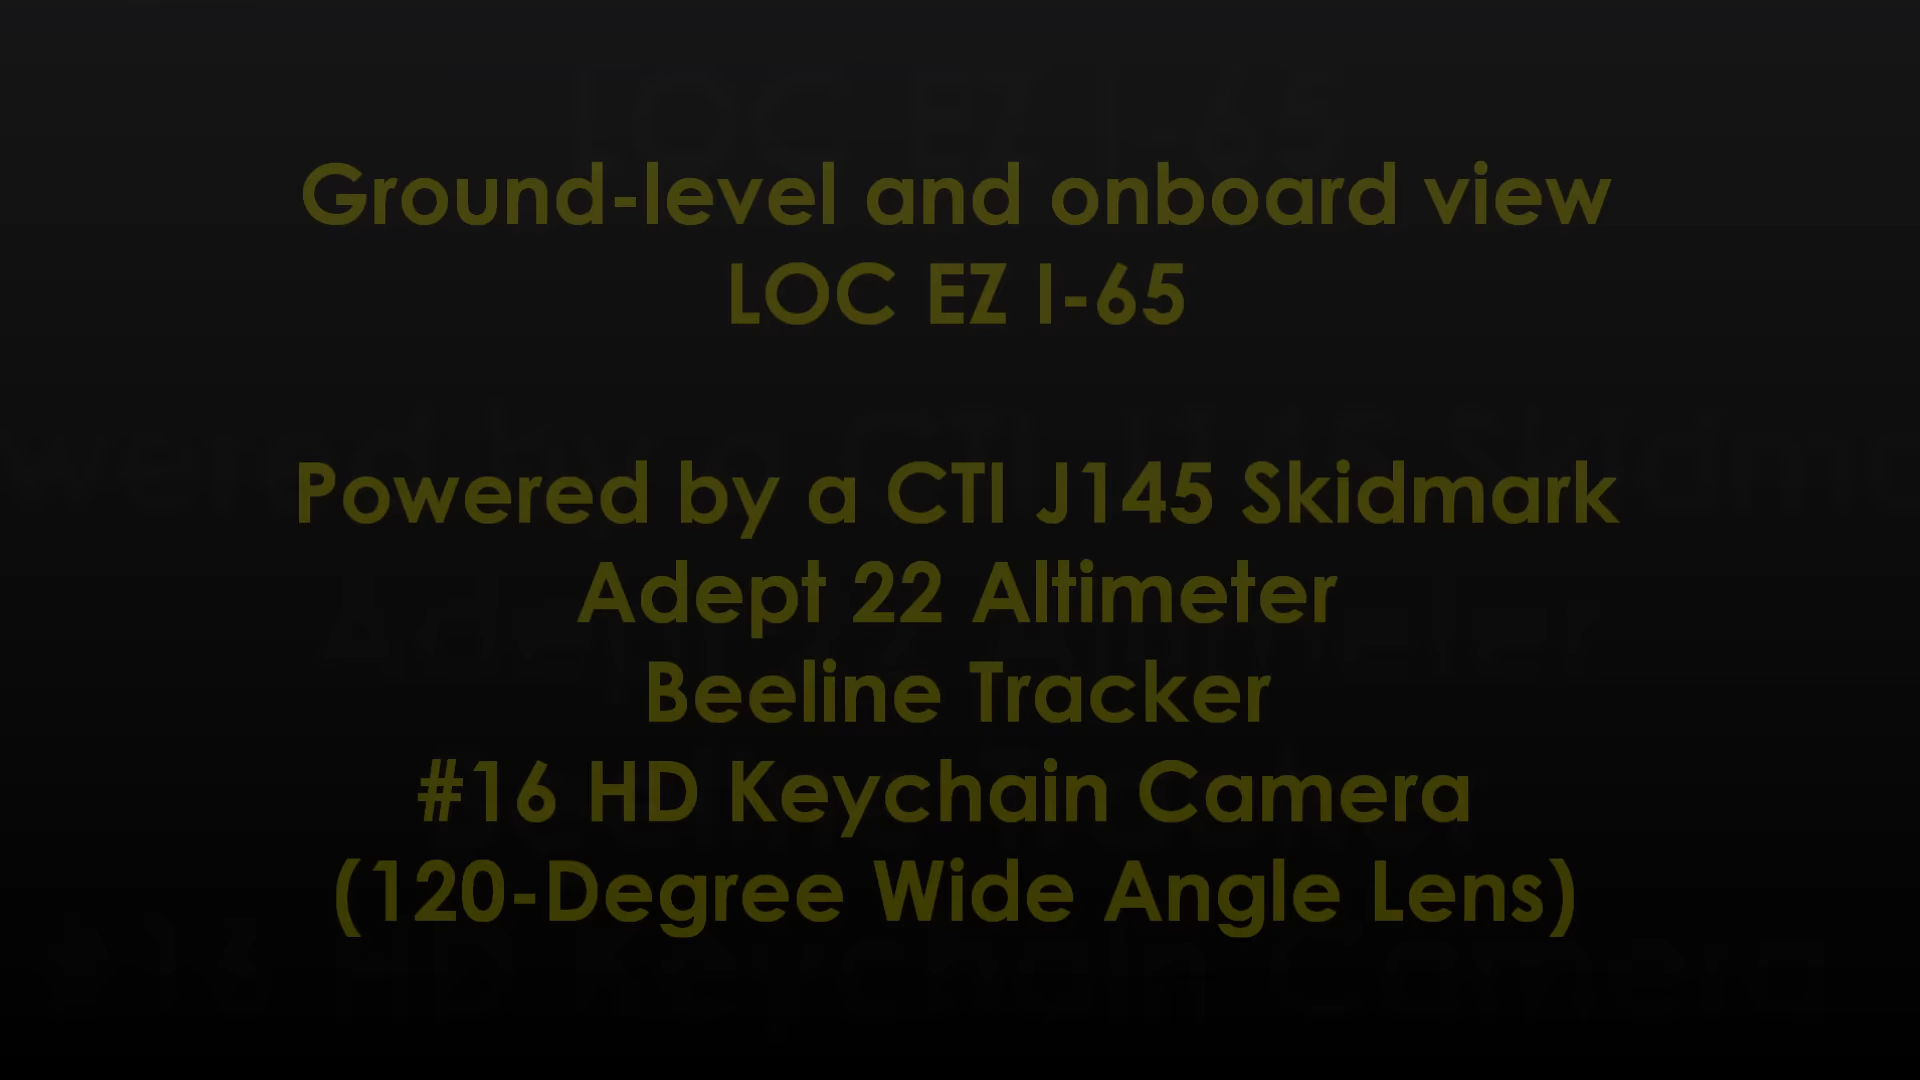 Ground-level and onboard view
LOC EZ I-65
Powered by a CTI J145 Skidmark
Adept 22 Altimeter
Beeline Tracker
#16 HD Keychain Camera
(120-Degree Wide Angle Lens)